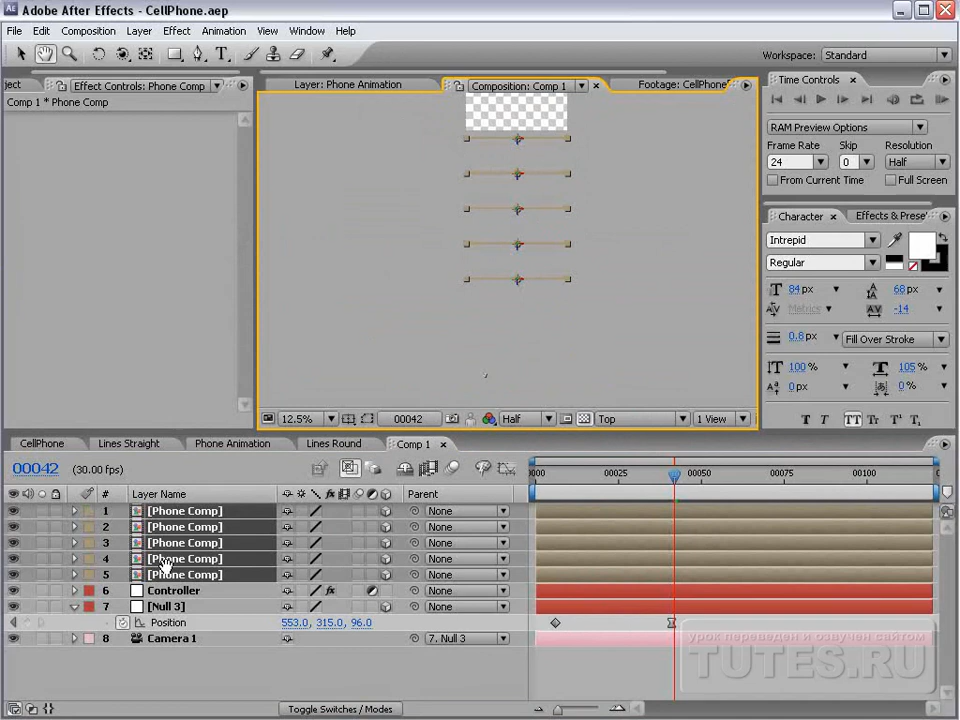 Adobe After Effects - CellPhone.aep
File Edit Composition Layer Effect Animation View Window Help
Workspace: Standard
ject Effect Controls: Phone Comp
Layer: Phone Animation Composition: Comp 1 Footage: CellPhone
Time Controls
Comp 1 * Phone Comp
RAM Preview Options
Frame Rate Skip Resolution
24 0 Half
From Current Time Full Screen
Character Effects & Prese
Intrepid
Regular
84 px 68 px
Metrics -14
0.8 px Fill Over Stroke
100 % 105 %
0 px 0 %
T T TT Tr T¹ T₁
12.5% 00042 Half Top 1 View
CellPhone Lines Straight Phone Animation Lines Round Comp 1
00042 (30.00 fps)
0000 00025 00050 00075 00100
# Layer Name Parent
1 [Phone Comp] None
2 [Phone Comp] None
3 [Phone Comp] None
4 [Phone Comp] None
5 [Phone Comp] None
6 Controller None
7 [Null 3] None
Position 553.0, 315.0, 96.0
8 Camera 1 7. Null 3
урок переведен и озвучен сайтом
TUTES.RU
Toggle Switches / Modes